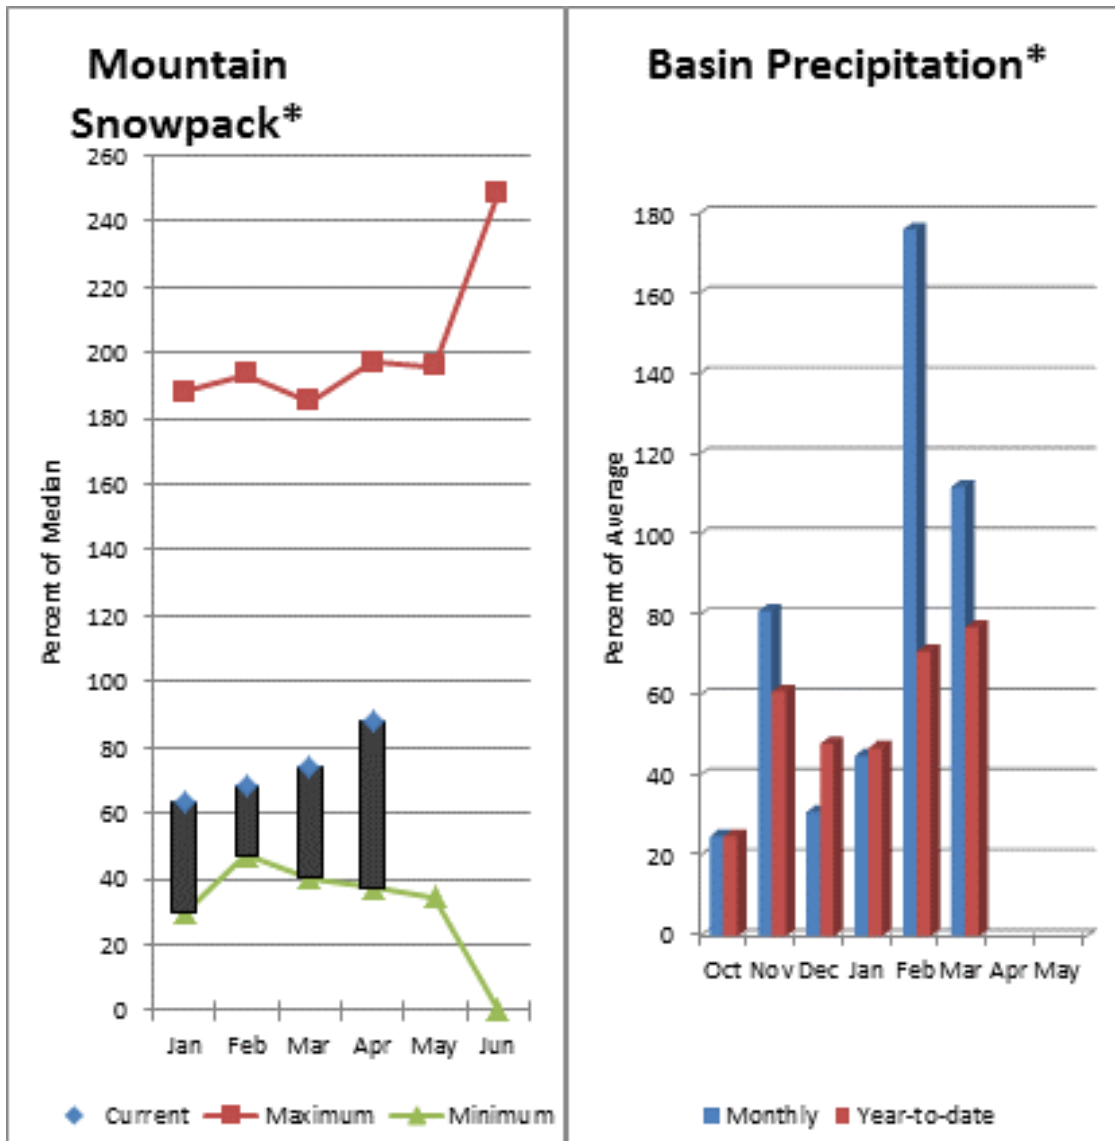 Mountain
Snowpack*
260
240
220
200
180
160
140
120
100
80
60
40
20
0
Percent of Median
Jan Feb Mar Apr May Jun
Current Maximum Minimum
Basin Precipitation*
180
160
140
120
100
80
60
40
20
0
Percent of Average
Oct Nov Dec Jan Feb Mar Apr May
Monthly Year-to-date